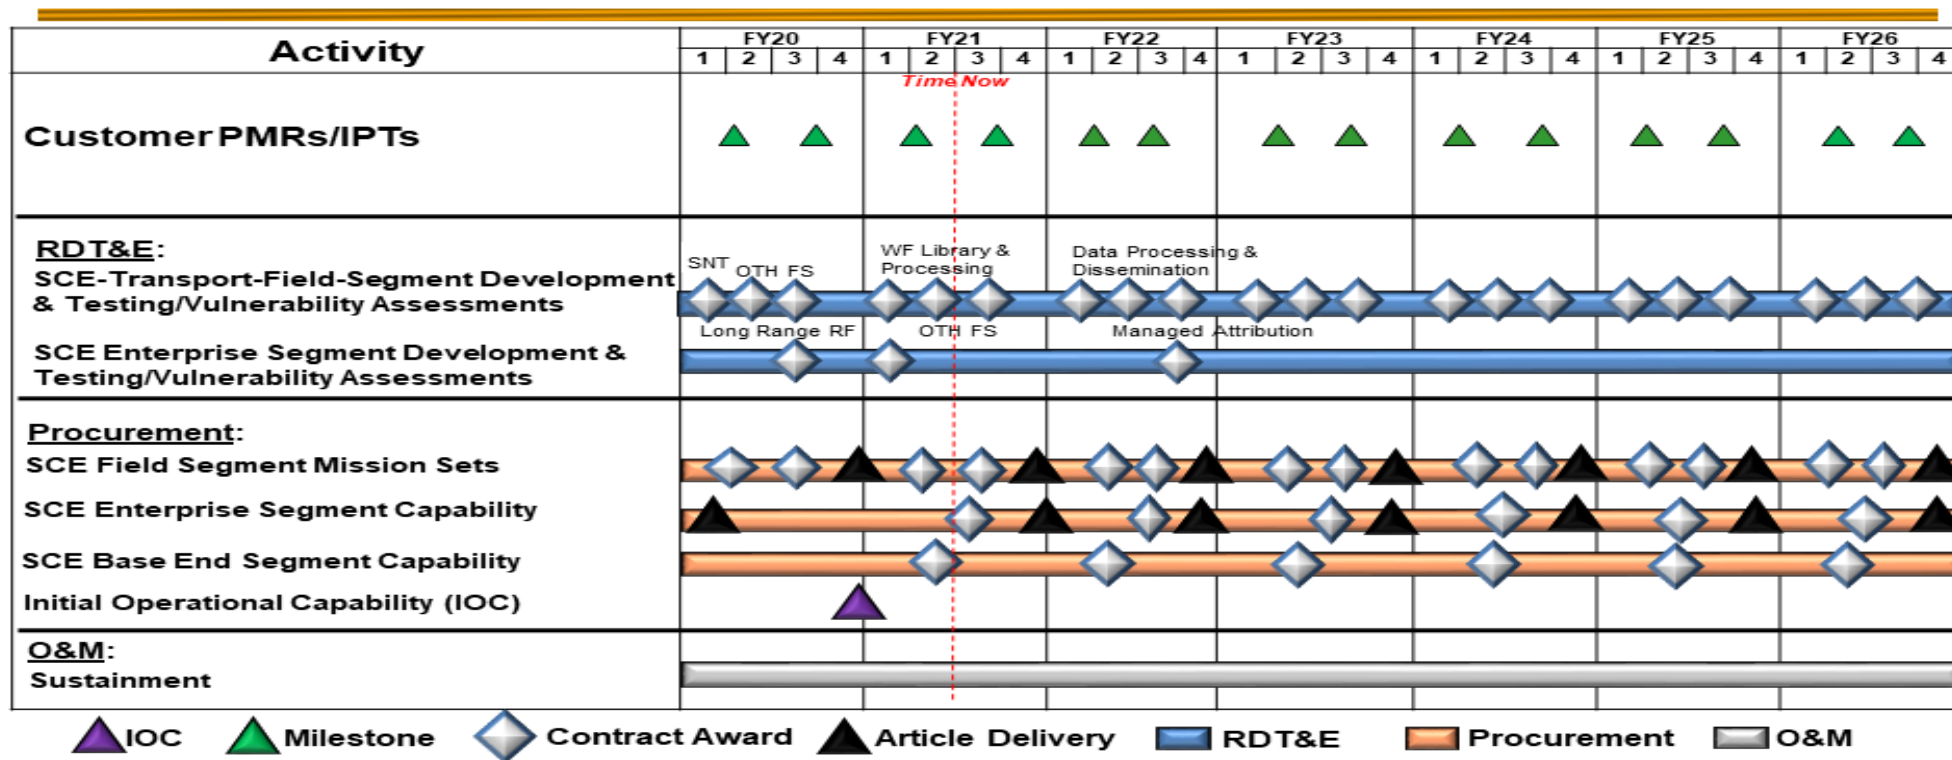 Activity
FY20 FY21 FY22 FY23 FY24 FY25 FY26
1 2 3 4 1 2 3 4 1 2 3 4 1 2 3 4 1 2 3 4 1 2 3 4 1 2 3 4
Time Now
Customer PMRs/IPTs
RDT&E:
SCE-Transport-Field-Segment Development
& Testing/Vulnerability Assessments
SNT
OTH FS
WF Library &
Processing
Data Processing &
Dissemination
Long Range RF
OTH FS
Managed Attribution
SCE Enterprise Segment Development &
Testing/Vulnerability Assessments
Procurement:
SCE Field Segment Mission Sets
SCE Enterprise Segment Capability
SCE Base End Segment Capability
Initial Operational Capability (IOC)
O&M:
Sustainment
IOC Milestone Contract Award Article Delivery RDT&E Procurement O&M